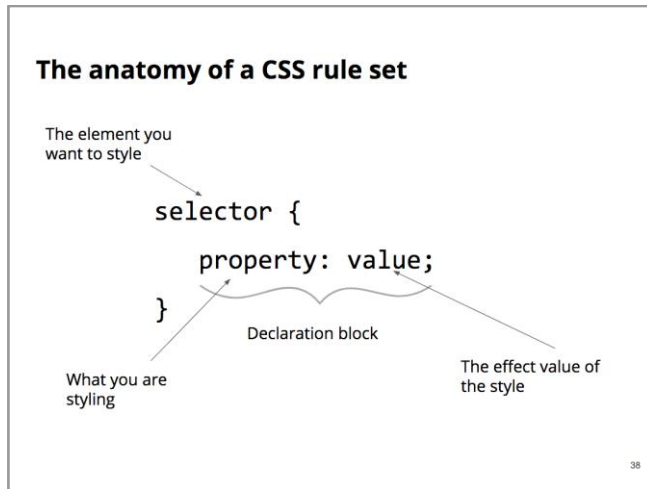 The anatomy of a CSS rule set
The element you
want to style
selector {
property: value;
}
Declaration block
What you are
styling
The effect value of
the style
38